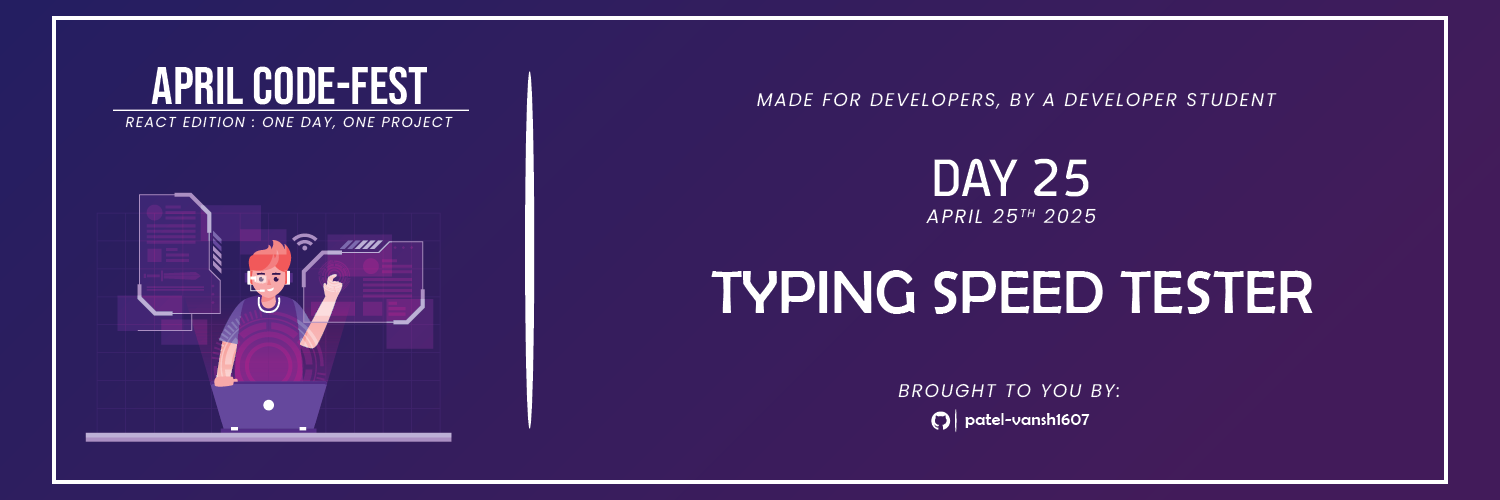 APRIL CODE-FEST
REACT EDITION : ONE DAY, ONE PROJECT
MADE FOR DEVELOPERS, BY A DEVELOPER STUDENT
DAY 25
APRIL 25TH 2025
TYPING SPEED TESTER
BROUGHT TO YOU BY:
patel-vansh1607